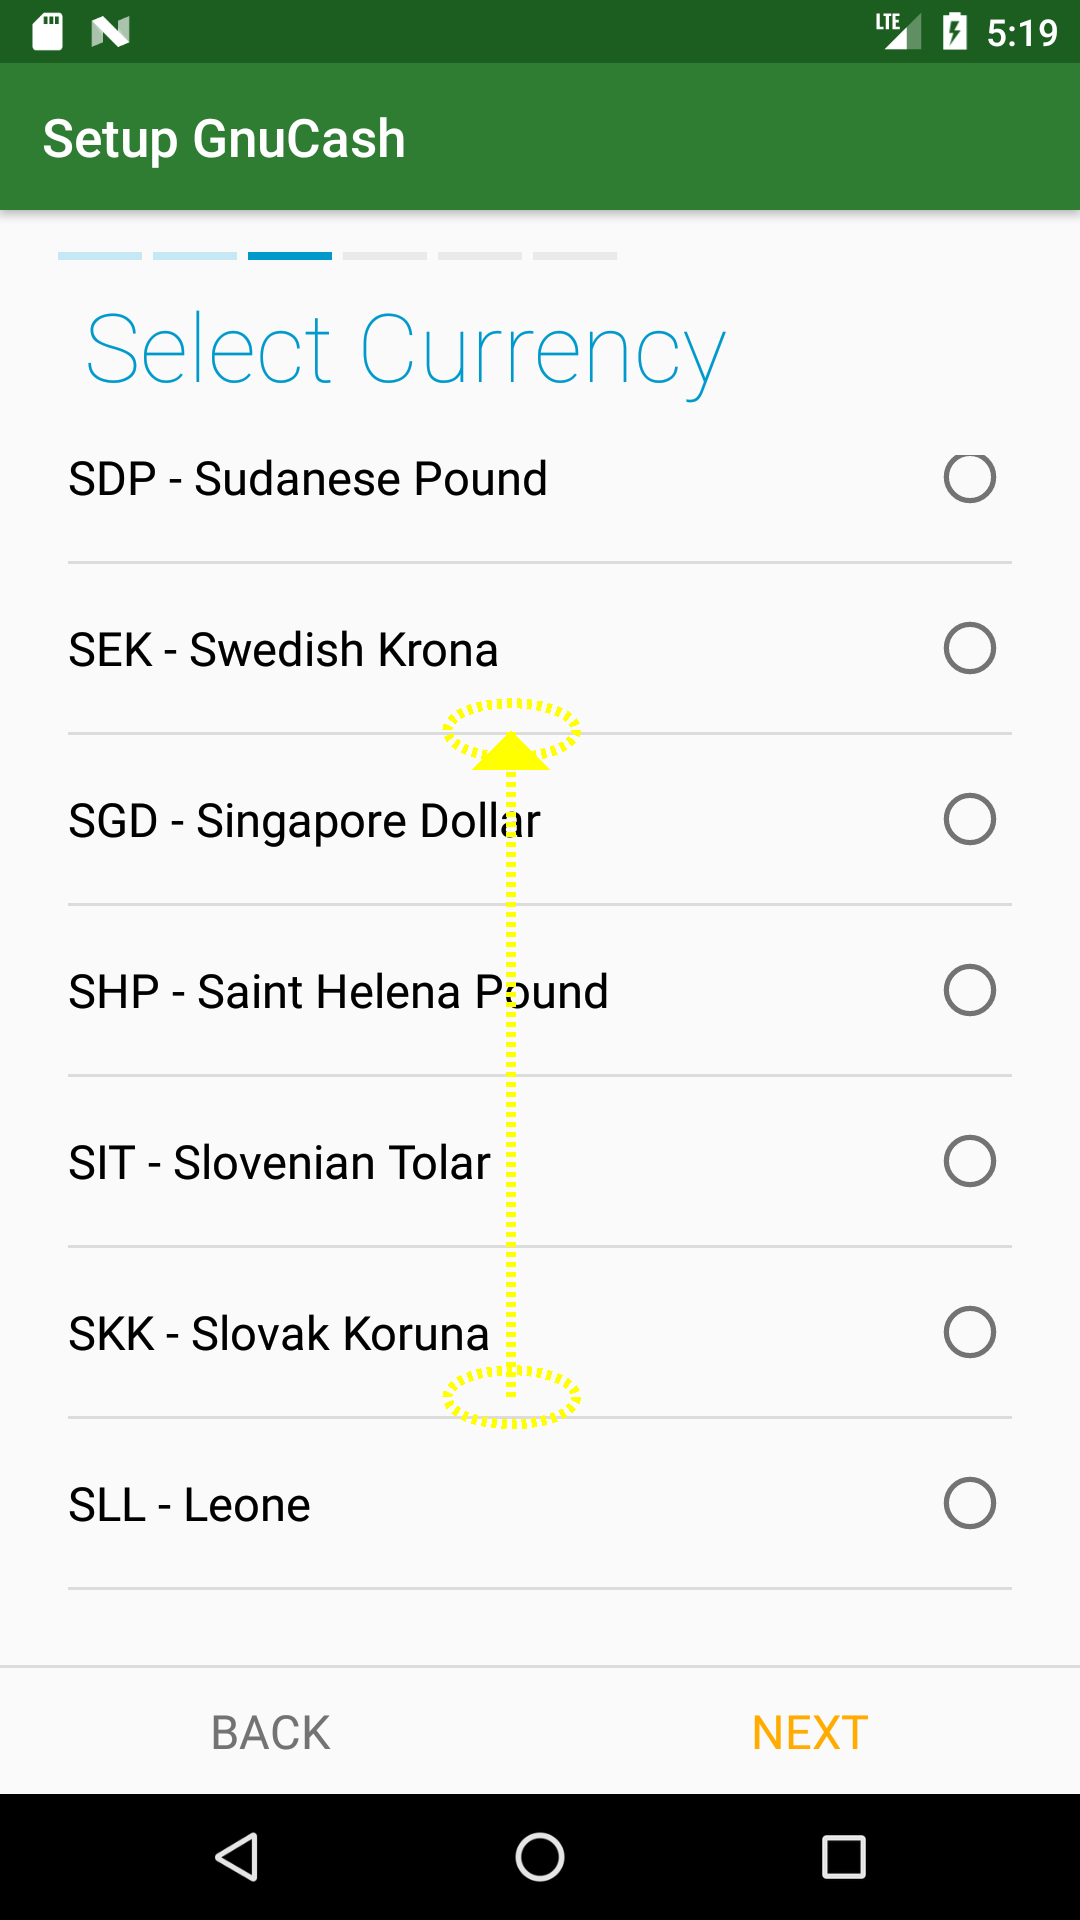 LTE 5:19
Setup GnuCash
Select Currency
SDP - Sudanese Pound
SEK - Swedish Krona
SGD - Singapore Dollar
SHP - Saint Helena Pound
SIT - Slovenian Tolar
SKK - Slovak Koruna
SLL - Leone
BACK NEXT